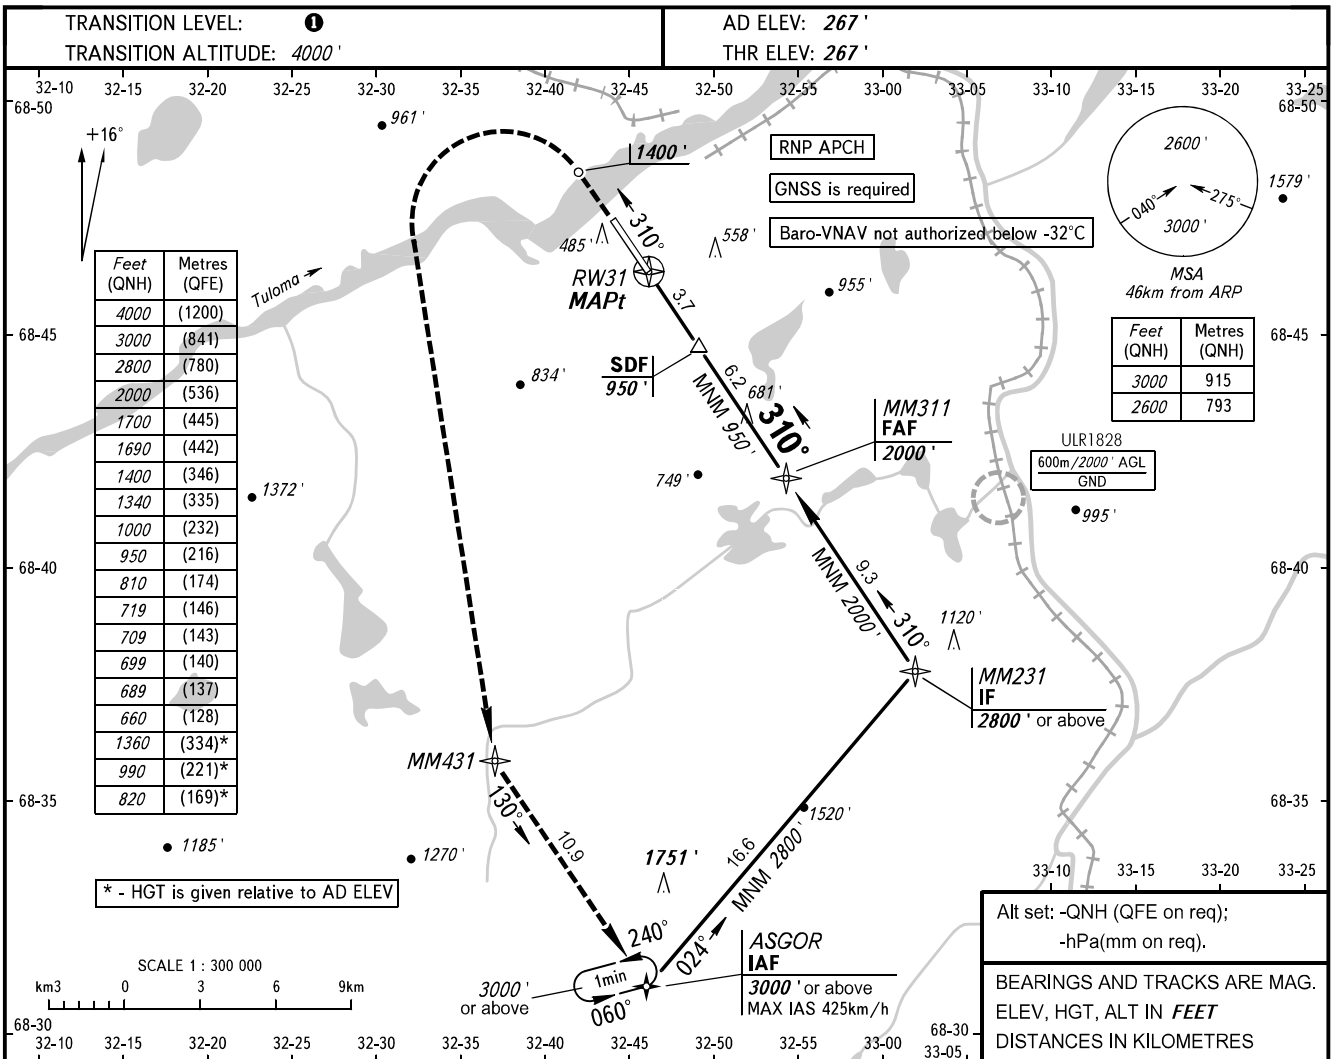 TRANSITION LEVEL: ❶
TRANSITION ALTITUDE: 4000'
AD ELEV: 267'
THR ELEV: 267'
32-10 32-15 32-20 32-25 32-30 32-35 32-40 32-45 32-50 32-55 33-00 33-05 33-10 33-15 33-20 33-25
68-50 68-50
+16°
961'
1400'
RNP APCH
GNSS is required
Baro-VNAV not authorized below -32°C
2600'
040° 275°
3000'
1579'
MSA
46km from ARP
310°
485'
558'
RW31
MAPt
955'
Tuloma
Feet (QNH) Metres (QFE)
4000 (1200)
3000 (841)
2800 (780)
2000 (536)
1700 (445)
1690 (442)
1400 (346)
1340 (335)
1000 (232)
950 (216)
810 (174)
719 (146)
709 (143)
699 (140)
689 (137)
660 (128)
1360 (334)*
990 (221)*
820 (169)*
68-45 68-45
Feet (QNH) Metres (QNH)
3000 915
2600 793
3.7
SDF
950'
834'
6.2
MNM 950'
681'
310°
MM311
FAF
2000'
749'
1372'
ULR1828
600m/2000' AGL
GND
995'
68-40 68-40
9.3
MNM 2000'
310°
1120'
MM231
IF
2800' or above
MM431
130°
10.9
68-35 68-35
1520'
16.6
MNM 2800'
1185'
1270'
1751'
33-10 33-15 33-20 33-25
* - HGT is given relative to AD ELEV
240°
024°
1min
060°
3000'
or above
ASGOR
IAF
3000' or above
MAX IAS 425km/h
SCALE 1 : 300 000
km3 0 3 6 9km
Alt set: -QNH (QFE on req);
-hPa(mm on req).
BEARINGS AND TRACKS ARE MAG.
ELEV, HGT, ALT IN FEET
DISTANCES IN KILOMETRES
68-30 68-30
32-10 32-15 32-20 32-25 32-30 32-35 32-40 32-45 32-50 32-55 33-00 33-05